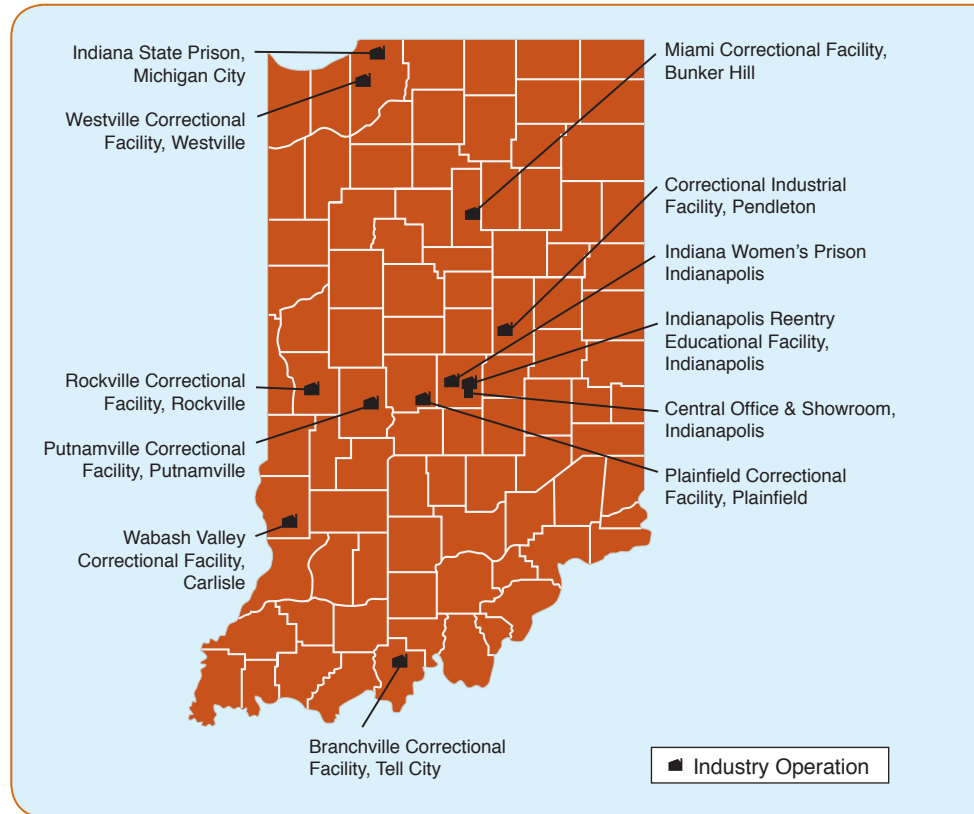 Indiana State Prison,
Michigan City
Westville Correctional
Facility, Westville
Rockville Correctional
Facility, Rockville
Putnamville Correctional
Facility, Putnamville
Wabash Valley
Correctional Facility,
Carlisle
Branchville Correctional
Facility, Tell City
Miami Correctional Facility,
Bunker Hill
Correctional Industrial
Facility, Pendleton
Indiana Women’s Prison
Indianapolis
Indianapolis Reentry
Educational Facility,
Indianapolis
Central Office & Showroom,
Indianapolis
Plainfield Correctional
Facility, Plainfield
Industry Operation